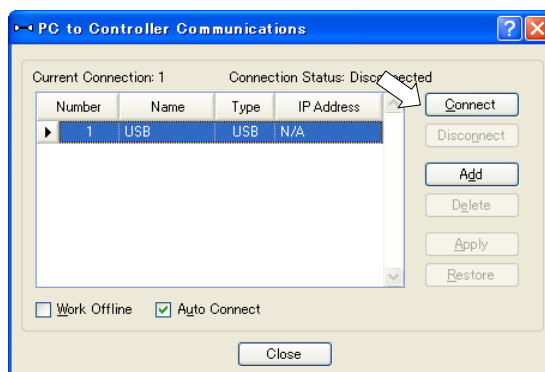 PC to Controller Communications
Current Connection: 1 Connection Status: Disconnected
Number Name Type IP Address
1 USB USB N/A
Connect
Disconnect
Add
Delete
Apply
Restore
Work Offline Auto Connect
Close